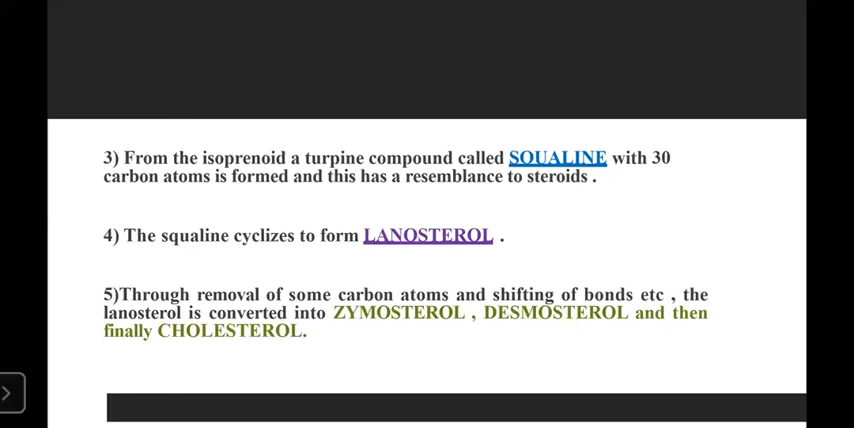 3) From the isoprenoid a turpine compound called SQUALINE with 30
carbon atoms is formed and this has a resemblance to steroids .
4) The squaline cyclizes to form LANOSTEROL .
5)Through removal of some carbon atoms and shifting of bonds etc , the
lanosterol is converted into ZYMOSTEROL , DESMOSTEROL and then
finally CHOLESTEROL.